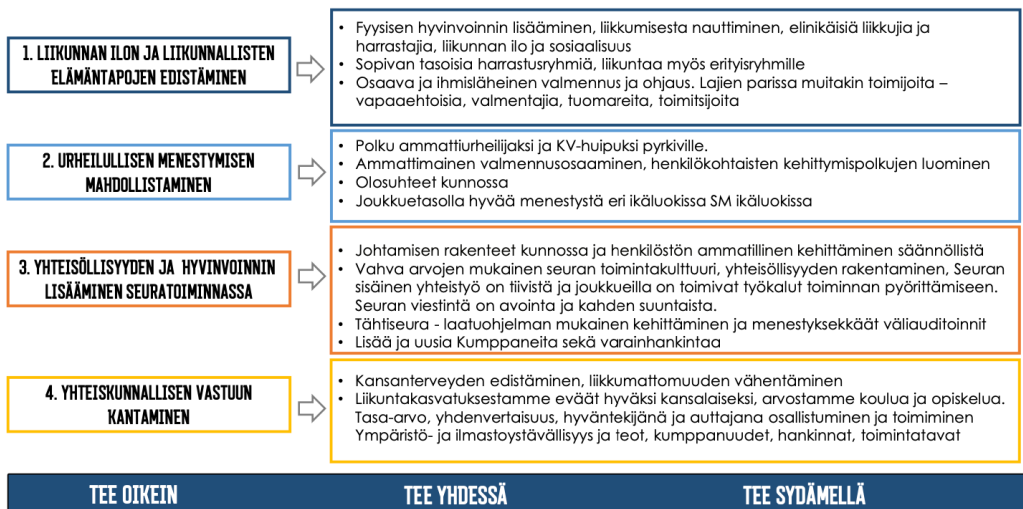 1. LIIKUNNAN ILON JA LIIKUNNALLISTEN
ELÄMÄNTAPOJEN EDISTÄMINEN
• Fyysisen hyvinvoinnin lisääminen, liikkumisesta nauttiminen, elinikäisiä liikkujia ja
harrastajia, liikunnan ilo ja sosiaalisuus
• Sopivan tasoisia harrastusryhmiä, liikuntaa myös erityisryhmille
• Osaava ja ihmisläheinen valmennus ja ohjaus. Lajien parissa muitakin toimijoita –
vapaaehtoisia, valmentajia, tuomareita, toimitsijoita
2. URHEILULLISEN MENESTYMISEN
MAHDOLLISTAMINEN
• Polku ammattiurheilijaksi ja KV-huipuksi pyrkiville.
• Ammattimainen valmennusosaaminen, henkilökohtaisten kehittymispolkujen luominen
• Olosuhteet kunnossa
• Joukkuetasolla hyvää menestystä eri ikäluokissa SM ikäluokissa
3. YHTEISÖLLISYYDEN JA HYVINVOINNIN
LISÄÄMINEN SEURATOIMINNASSA
• Johtamisen rakenteet kunnossa ja henkilöstön ammatillinen kehittäminen säännöllistä
• Vahva arvojen mukainen seuran toimintakulttuuri, yhteisöllisyyden rakentaminen, Seuran
sisäinen yhteistyö on tiivistä ja joukkueilla on toimivat työkalut toiminnan pyörittämiseen.
Seuran viestintä on avointa ja kahden suuntaista.
• Tähtiseura - laatuohjelman mukainen kehittäminen ja menestyksekkäät väliauditoinnit
• Lisää ja uusia Kumppaneita sekä varainhankintaa
4. YHTEISKUNNALLISEN VASTUUN
KANTAMINEN
• Kansanterveyden edistäminen, liikkumattomuuden vähentäminen
• Liikuntakasvatuksestamme eväät hyväksi kansalaiseksi, arvostamme koulua ja opiskelua.
Tasa-arvo, yhdenvertaisuus, hyväntekijänä ja auttajana osallistuminen ja toimiminen
Ympäristö- ja ilmastoystävällisyys ja teot, kumppanuudet, hankinnat, toimintatavat
TEE OIKEIN TEE YHDESSÄ TEE SYDÄMELLÄ